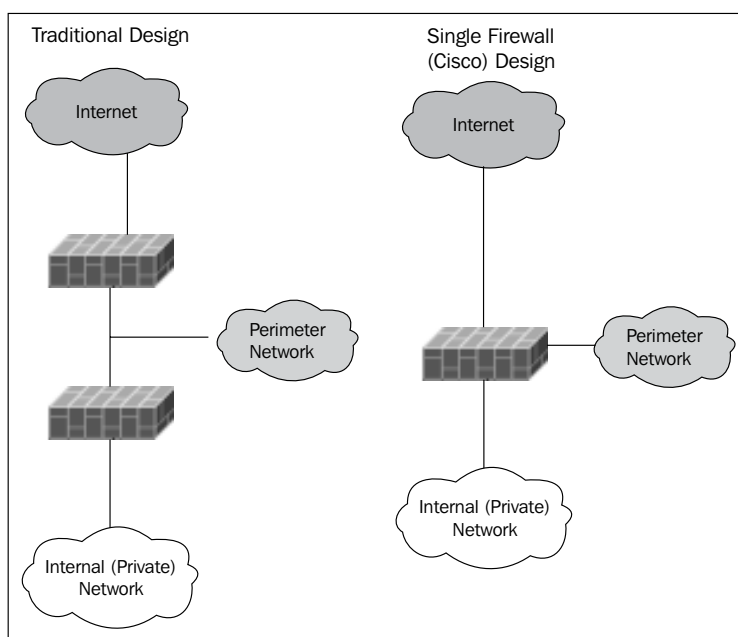 Traditional Design
Internet
Perimeter
Network
Internal (Private)
Network
Single Firewall
(Cisco) Design
Internet
Perimeter
Network
Internal (Private)
Network